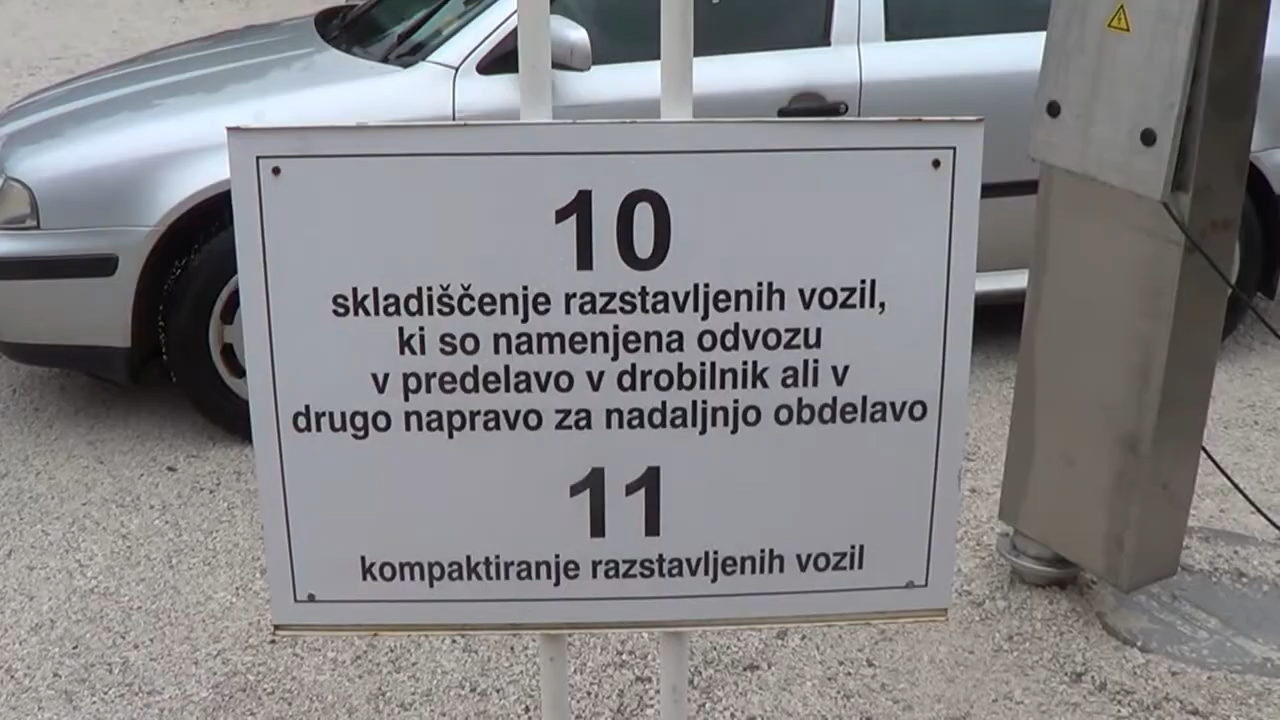 10
skladiščenje razstavljenih vozil,
ki so namenjena odvozu
v predelavo v drobilnik ali v
drugo napravo za nadaljnjo obdelavo
11
kompaktiranje razstavljenih vozil